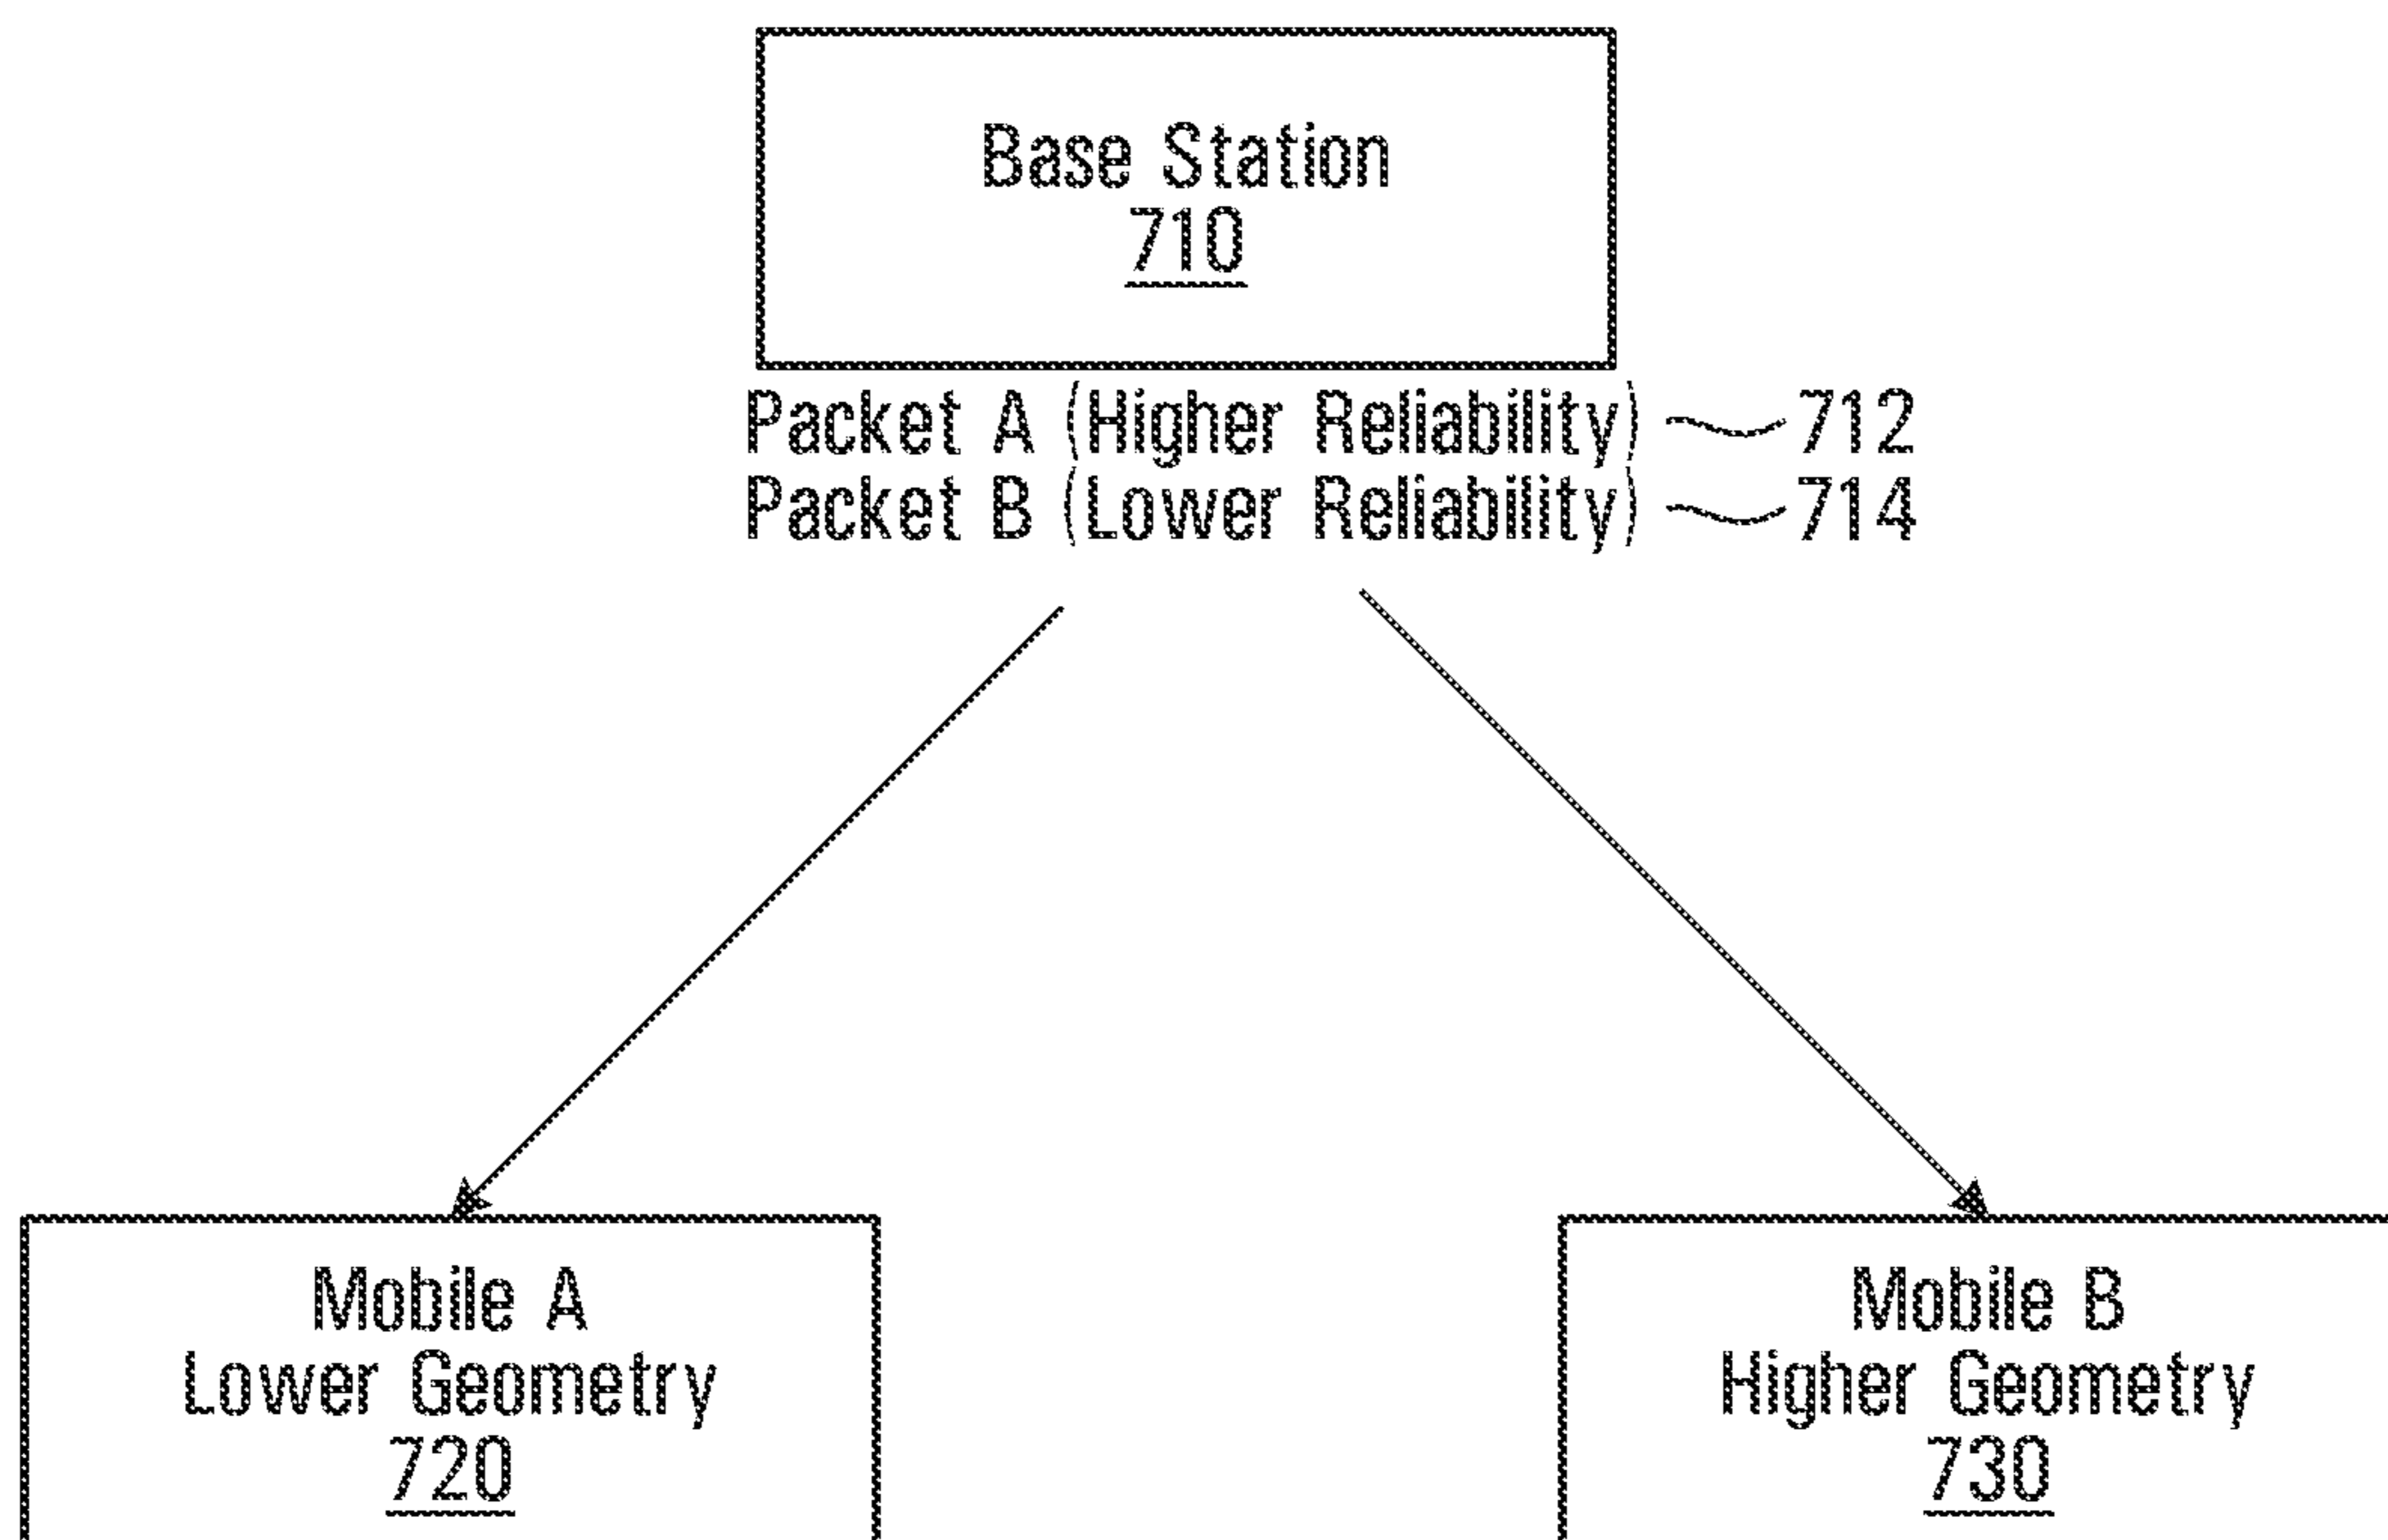 Base Station
710
Packet A (Higher Reliability) 712
Packet B (Lower Reliability) 714
Mobile A
Lower Geometry
720
Mobile B
Higher Geometry
730